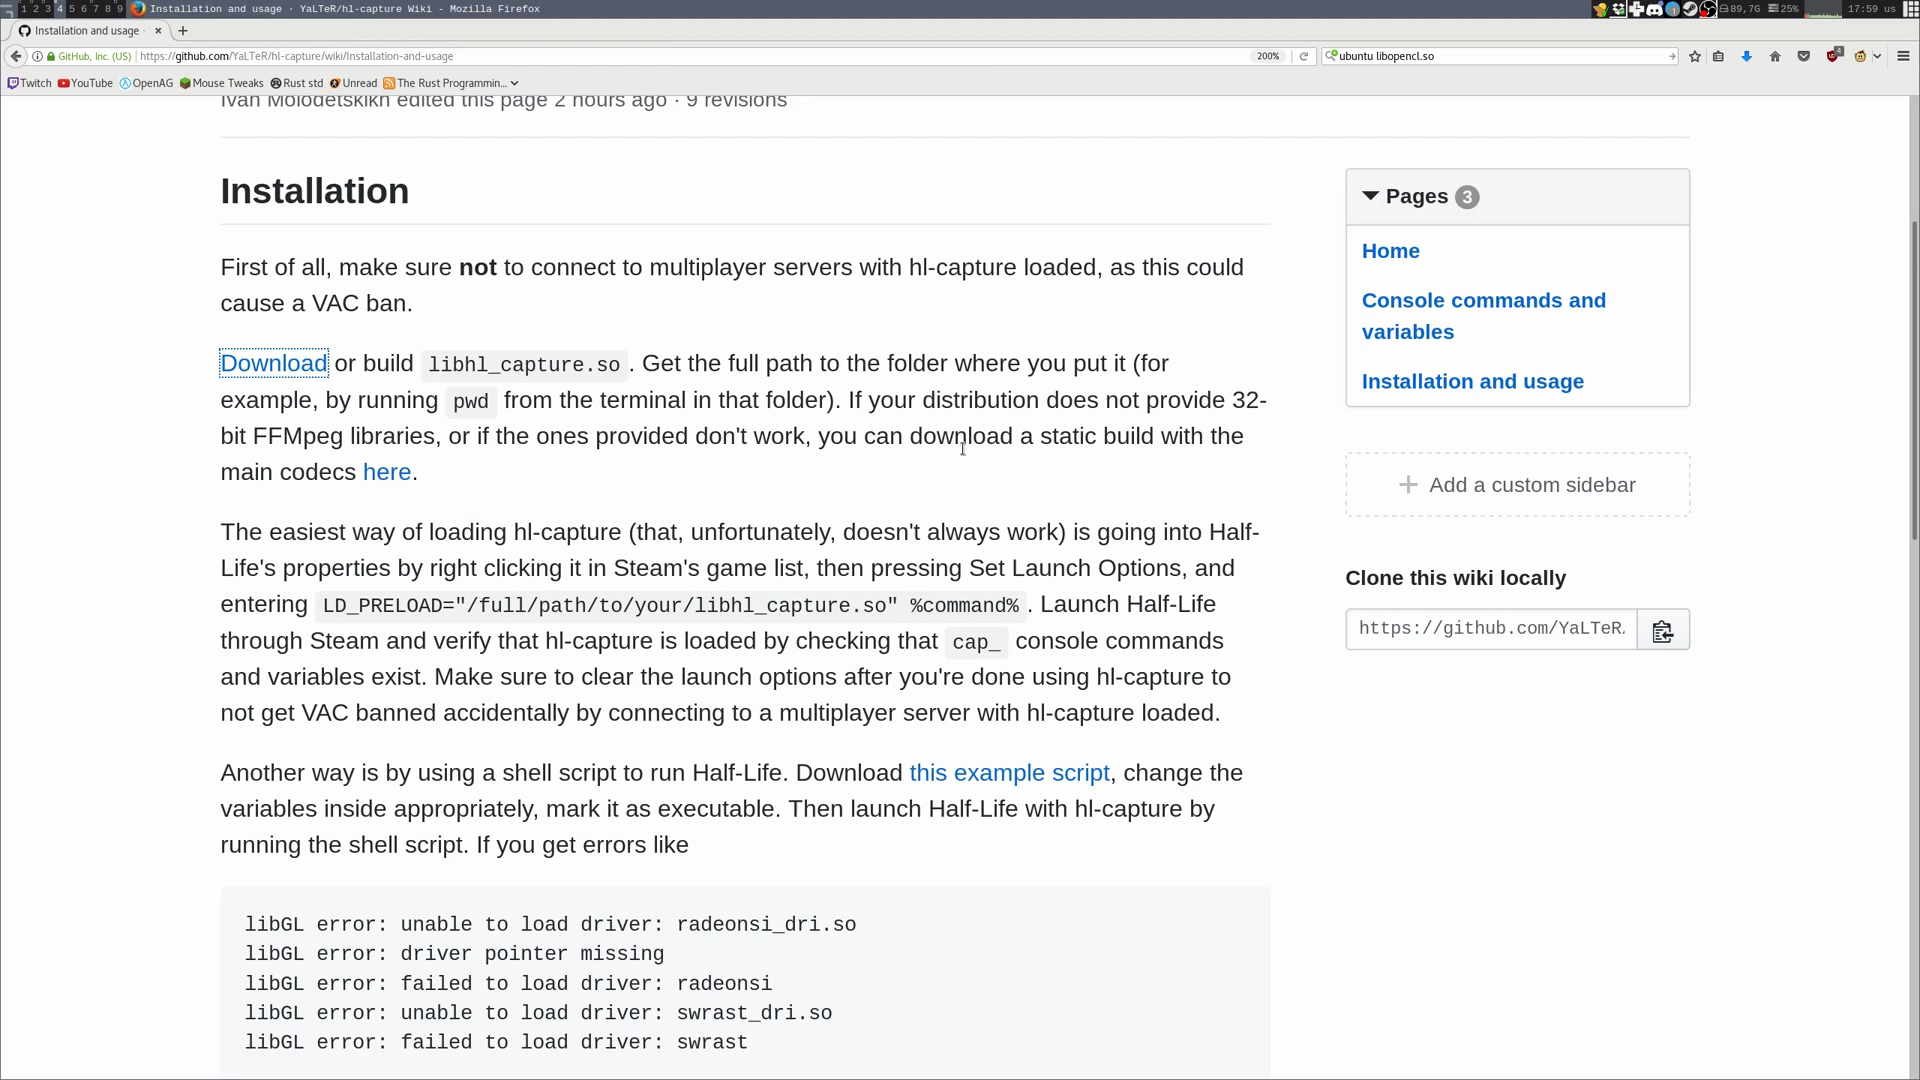 1 2 3 4 5 6 7 8 9 Installation and usage · YaLTeR/hl-capture Wiki - Mozilla Firefox 89,7G 25% 17:59 us
Installation and usage ·
GitHub, Inc. (US) https://github.com/YaLTeR/hl-capture/wiki/Installation-and-usage 200% ubuntu libopencl.so 4
Twitch YouTube OpenAG Mouse Tweaks Rust std Unread The Rust Programmin...
Ivan Molodetskikh edited this page 2 hours ago · 9 revisions
Installation
First of all, make sure not to connect to multiplayer servers with hl-capture loaded, as this could
cause a VAC ban.
Download or build libhl_capture.so. Get the full path to the folder where you put it (for
example, by running pwd from the terminal in that folder). If your distribution does not provide 32-
bit FFMpeg libraries, or if the ones provided don't work, you can download a static build with the
main codecs here.
The easiest way of loading hl-capture (that, unfortunately, doesn't always work) is going into Half-
Life's properties by right clicking it in Steam's game list, then pressing Set Launch Options, and
entering LD_PRELOAD="/full/path/to/your/libhl_capture.so" %command%. Launch Half-Life
through Steam and verify that hl-capture is loaded by checking that cap_ console commands
and variables exist. Make sure to clear the launch options after you're done using hl-capture to
not get VAC banned accidentally by connecting to a multiplayer server with hl-capture loaded.
Another way is by using a shell script to run Half-Life. Download this example script, change the
variables inside appropriately, mark it as executable. Then launch Half-Life with hl-capture by
running the shell script. If you get errors like
libGL error: unable to load driver: radeonsi_dri.so
libGL error: driver pointer missing
libGL error: failed to load driver: radeonsi
libGL error: unable to load driver: swrast_dri.so
libGL error: failed to load driver: swrast
Pages 3
Home
Console commands and
variables
Installation and usage
Add a custom sidebar
Clone this wiki locally
https://github.com/YaLTeR.